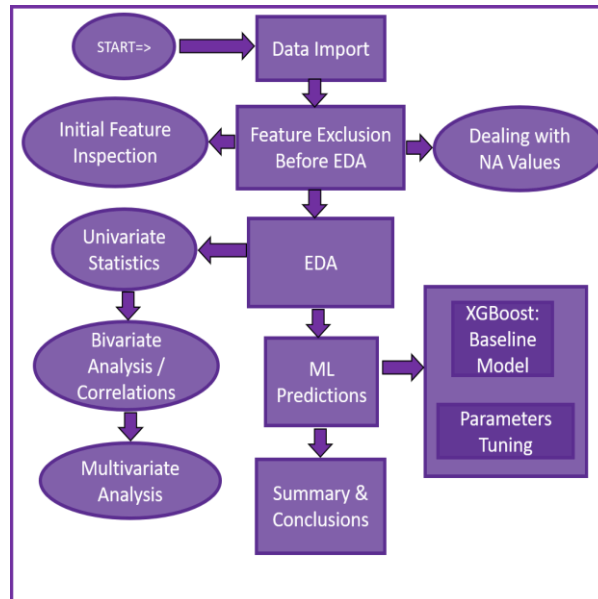 START=>
Data Import
Initial Feature
Inspection
Feature Exclusion
Before EDA
Dealing with
NA Values
Univariate
Statistics
EDA
XGBoost:
Baseline
Model
Bivariate
Analysis /
Correlations
ML
Predictions
Parameters
Tuning
Multivariate
Analysis
Summary &
Conclusions